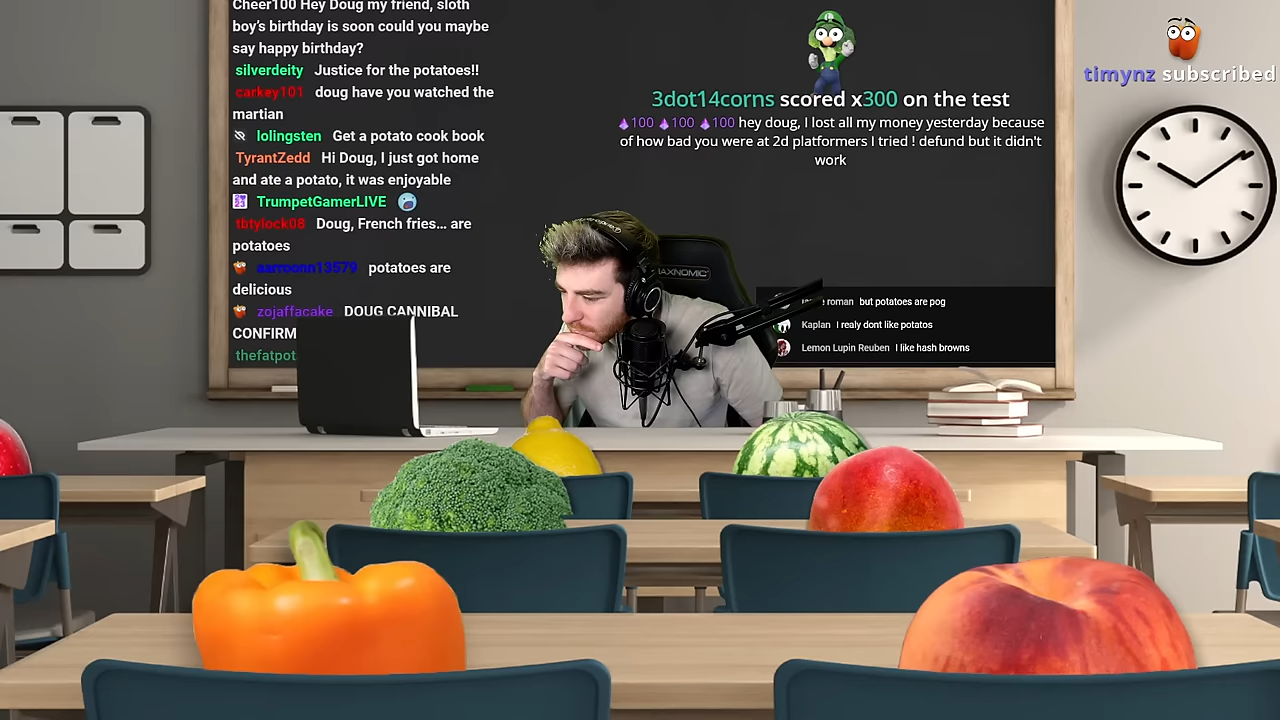 Cheer100 Hey Doug my friend, sloth
boy's birthday is soon could you maybe
say happy birthday?
silverdeity Justice for the potatoes!!
carkey101 doug have you watched the
martian
lolingsten Get a potato cook book
TyrantZedd Hi Doug, I just got home
and ate a potato, it was enjoyable
TrumpetGamerLIVE
tbtylock08 Doug, French fries... are
potatoes
aarroonn13579 potatoes are
delicious
zojaffacake DOUG CANNIBAL
CONFIRM
thefatpot
3dot14corns scored x300 on the test
100 100 100 hey doug, I lost all my money yesterday because
of how bad you were at 2d platformers I tried ! defund but it didn't
work
timynz subscribed
MAXNOMIC
roman but potatoes are pog
Kaplan I realy dont like potatos
Lemon Lupin Reuben I like hash browns